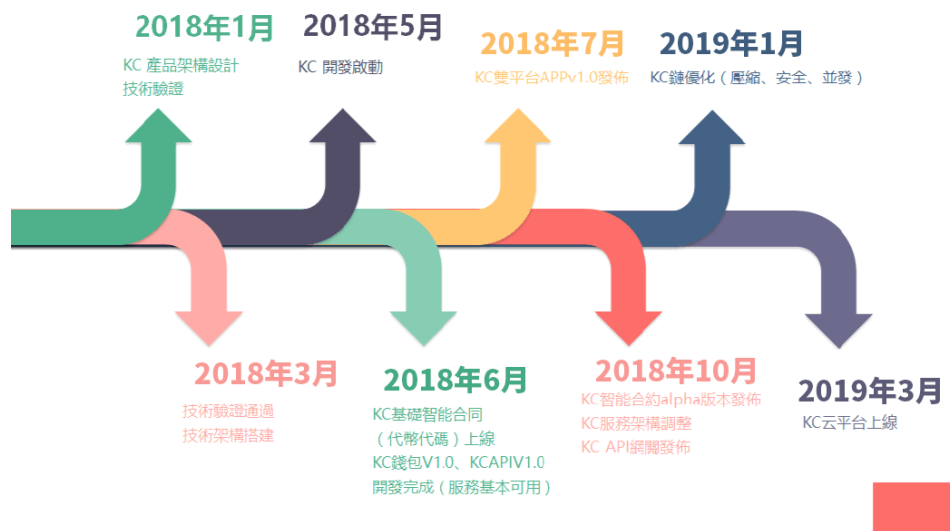 2018年1月
KC 產品架構設計
技術驗證
2018年5月
KC 開發啟動
2018年7月
KC雙平台APPv1.0發佈
2019年1月
KC鏈優化（壓縮、安全、並發）
2018年3月
技術驗證通過
技術架構搭建
2018年6月
KC基礎智能合同
（代幣代碼）上線
KC錢包V1.0、KCAPIV1.0
開發完成（服務基本可用）
2018年10月
KC智能合約alpha版本發佈
KC服務架構調整
KC API網關發佈
2019年3月
KC云平台上線